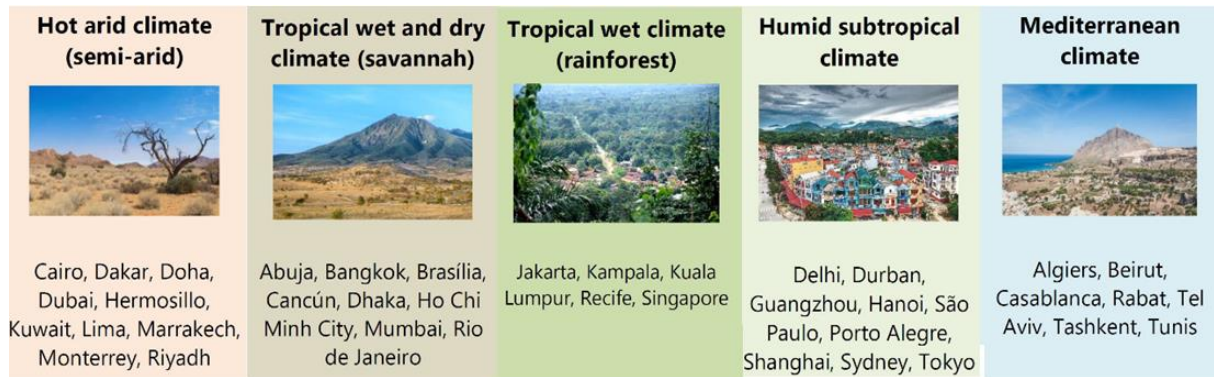 Hot arid climate
(semi-arid)
Cairo, Dakar, Doha,
Dubai, Hermosillo,
Kuwait, Lima, Marrakech,
Monterrey, Riyadh
Tropical wet and dry
climate (savannah)
Abuja, Bangkok, Brasília,
Cancún, Dhaka, Ho Chi
Minh City, Mumbai, Rio
de Janeiro
Tropical wet climate
(rainforest)
Jakarta, Kampala, Kuala
Lumpur, Recife, Singapore
Humid subtropical
climate
Delhi, Durban,
Guangzhou, Hanoi, São
Paulo, Porto Alegre,
Shanghai, Sydney, Tokyo
Mediterranean
climate
Algiers, Beirut,
Casablanca, Rabat, Tel
Aviv, Tashkent, Tunis